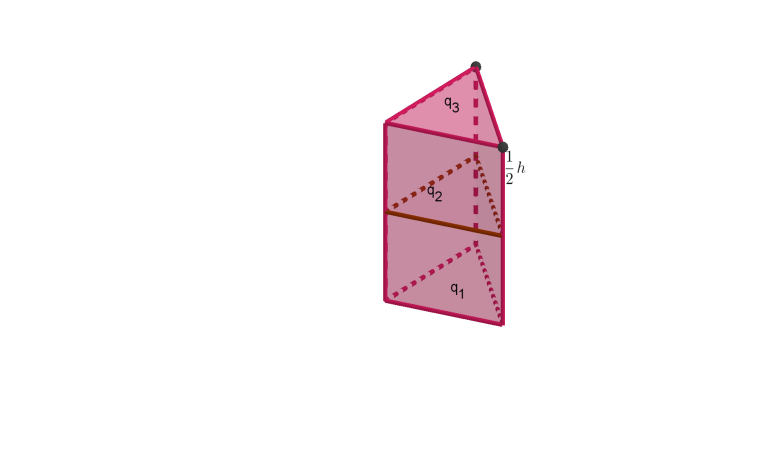 q₃
½ h
q₂
q₁